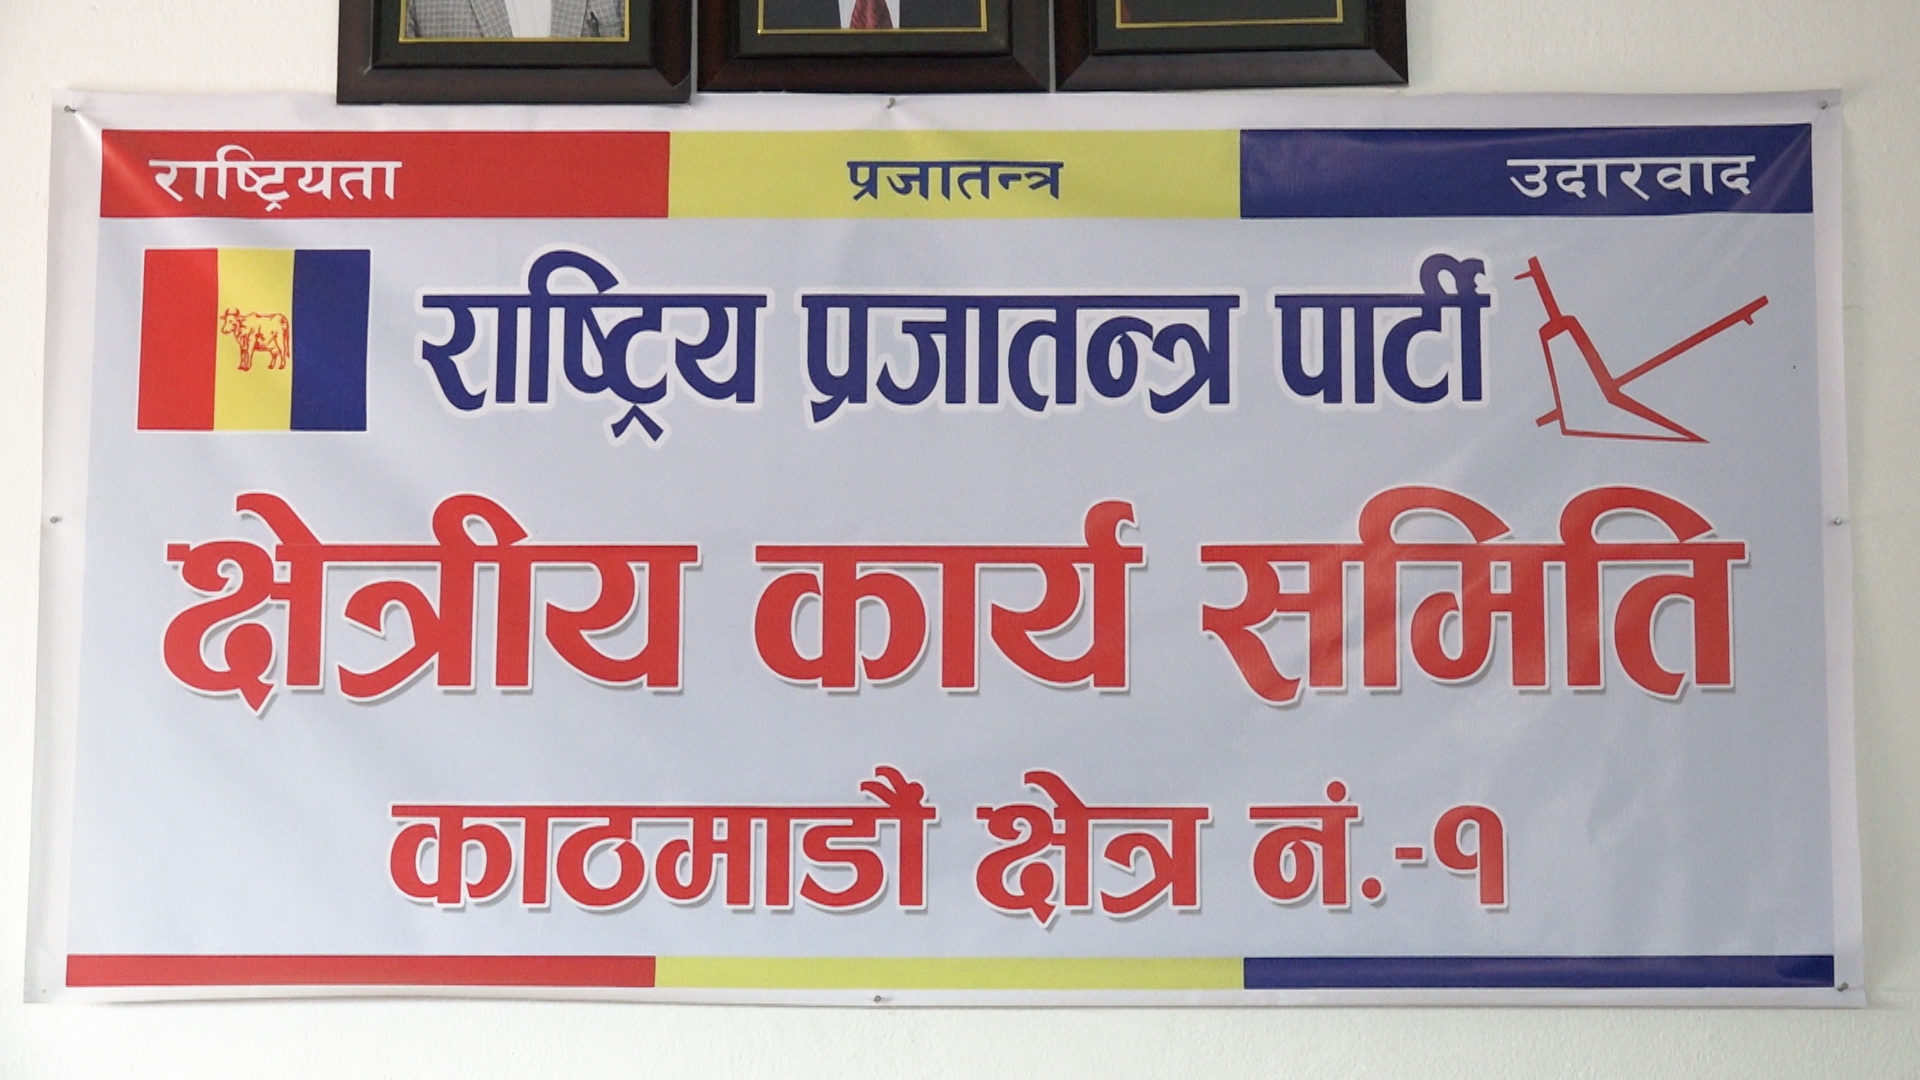 राष्ट्रियता प्रजातन्त्र उदारवाद
राष्ट्रिय प्रजातन्त्र पार्टी
क्षेत्रीय कार्य समिति
काठमाडौं क्षेत्र नं.-१